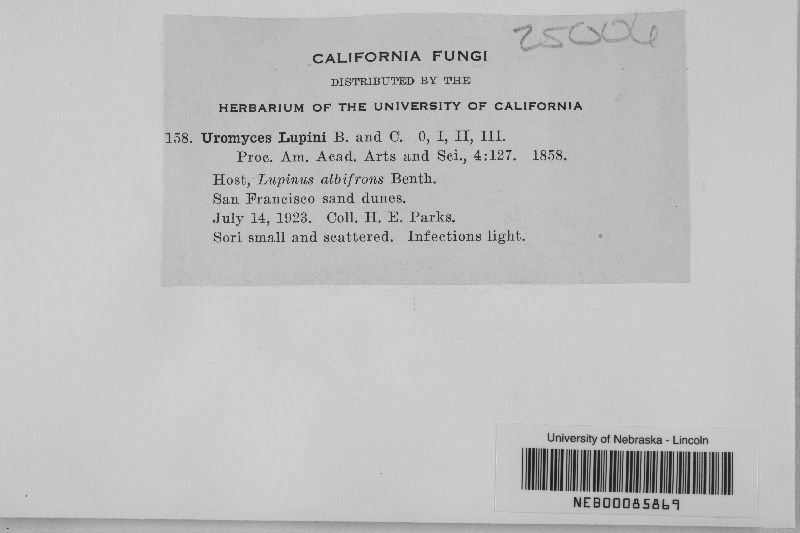 25006
CALIFORNIA FUNGI
DISTRIBUTED BY THE
HERBARIUM OF THE UNIVERSITY OF CALIFORNIA
158. Uromyces Lupini B. and C. 0, I, II, III.
Proc. Am. Acad. Arts and Sci., 4:127. 1858.
Host, Lupinus albifrons Benth.
San Francisco sand dunes.
July 14, 1923. Coll. H. E. Parks.
Sori small and scattered. Infections light.
University of Nebraska - Lincoln
NEB00085869